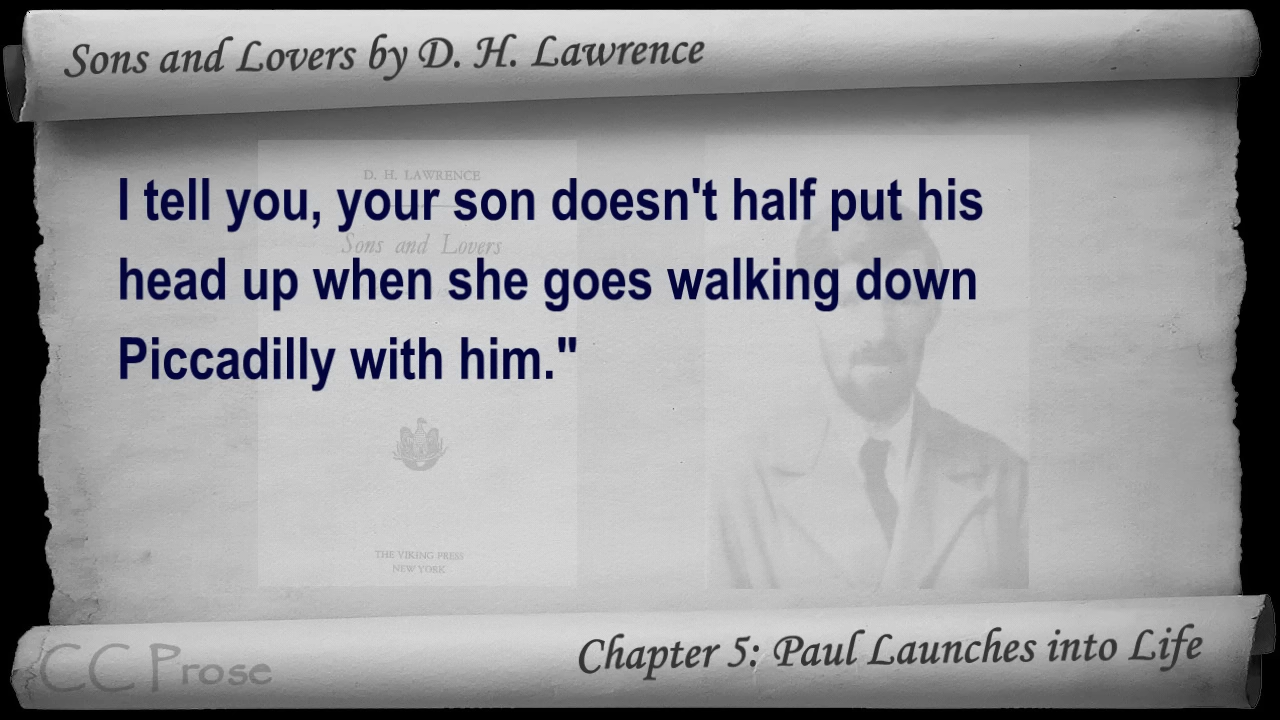 Sons and Lovers by D. H. Lawrence
D. H. LAWRENCE
I tell you, your son doesn't half put his
Sons and Lovers
head up when she goes walking down
Piccadilly with him."
THE VIKING PRESS
NEW YORK
Chapter 5: Paul Launches into Life
CC Prose